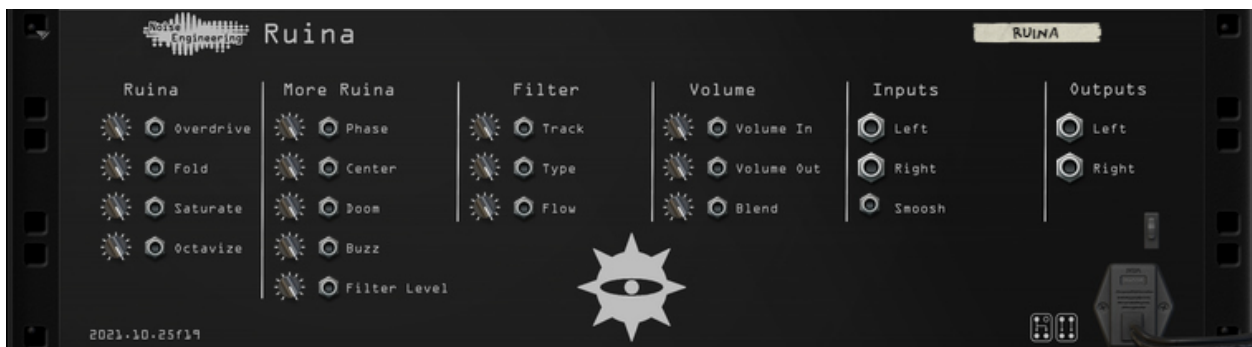 Noise
Engineering
Ruina
RUINA
Ruina
Overdrive
Fold
Saturate
Octavize
More Ruina
Phase
Center
Doom
Buzz
Filter Level
Filter
Track
Type
Flow
Volume
Volume In
Volume Out
Blend
Inputs
Left
Right
Smoosh
Outputs
Left
Right
2021.10.25f19